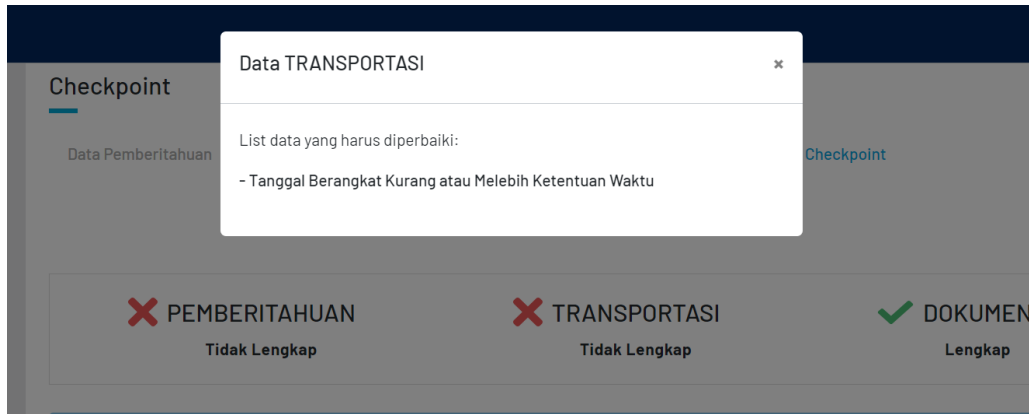 Data TRANSPORTASI ×
Checkpoint
List data yang harus diperbaiki:
Data Pemberitahuan
Checkpoint
- Tanggal Berangkat Kurang atau Melebih Ketentuan Waktu
PEMBERITAHUAN
Tidak Lengkap
TRANSPORTASI
Tidak Lengkap
DOKUMEN
Lengkap